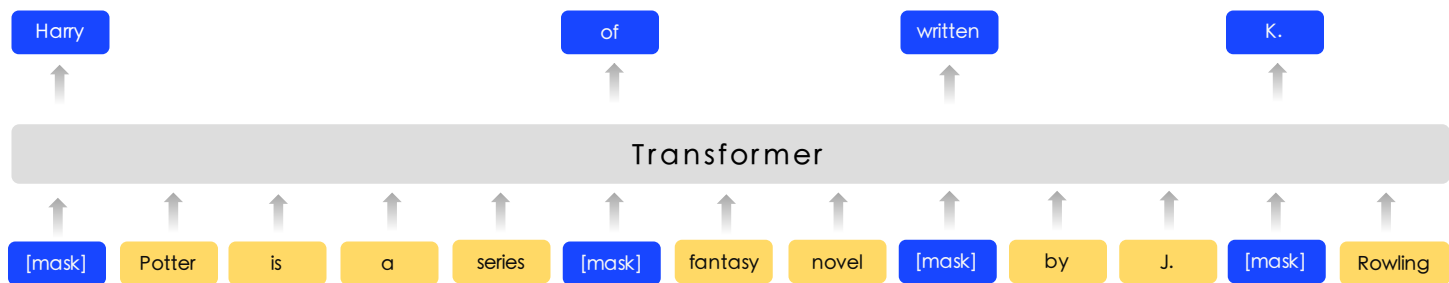 Harry of written K.
Transformer
[mask] Potter is a series [mask] fantasy novel [mask] by J. [mask] Rowling